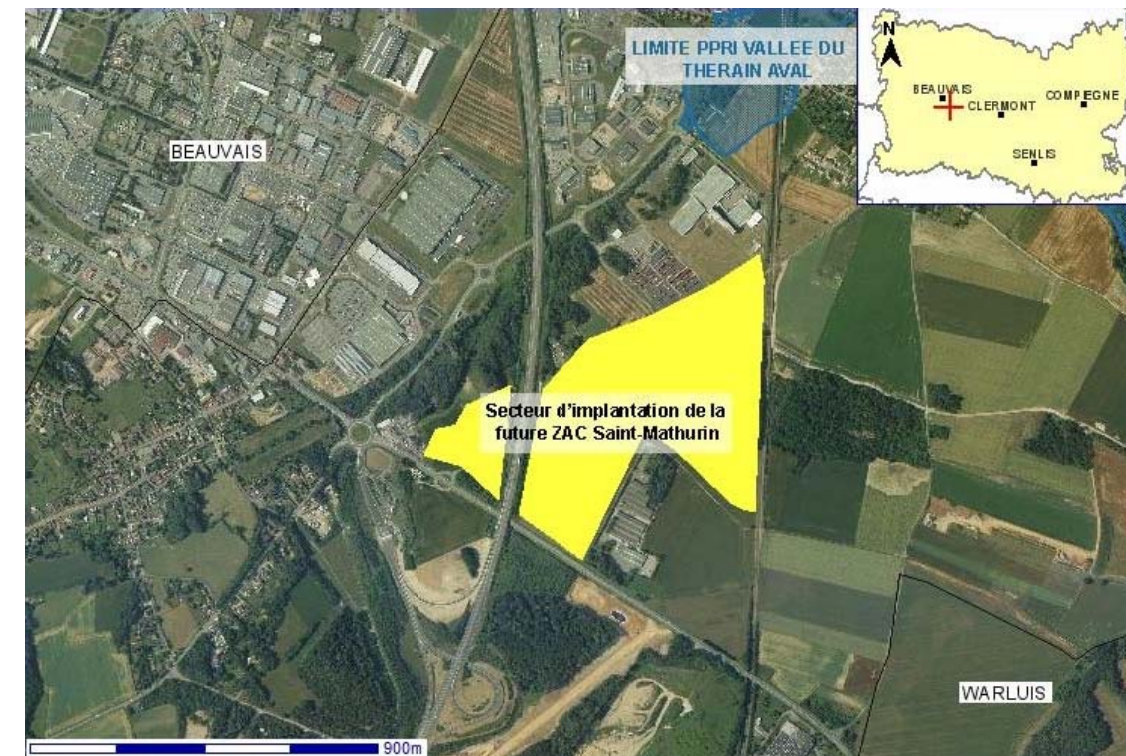 LIMITE PPRI VALLEE DU
THERAIN AVAL
N
BEAUVAIS
CLERMONT
COMPIEGNE
SENLIS
BEAUVAIS
Secteur d'implantation de la
future ZAC Saint-Mathurin
WARLUIS
900m